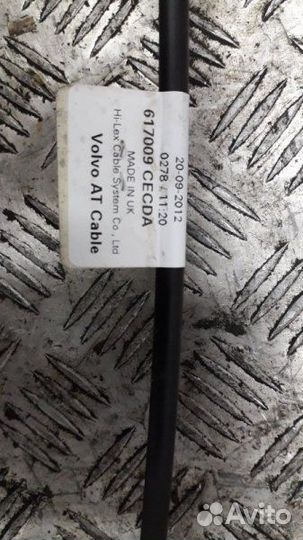 20-09-2012
0278 / 11:20
617009 CECDA
MADE IN UK
Hi-Lex Cable System Co., Ltd
Volvo AT Cable
Avito